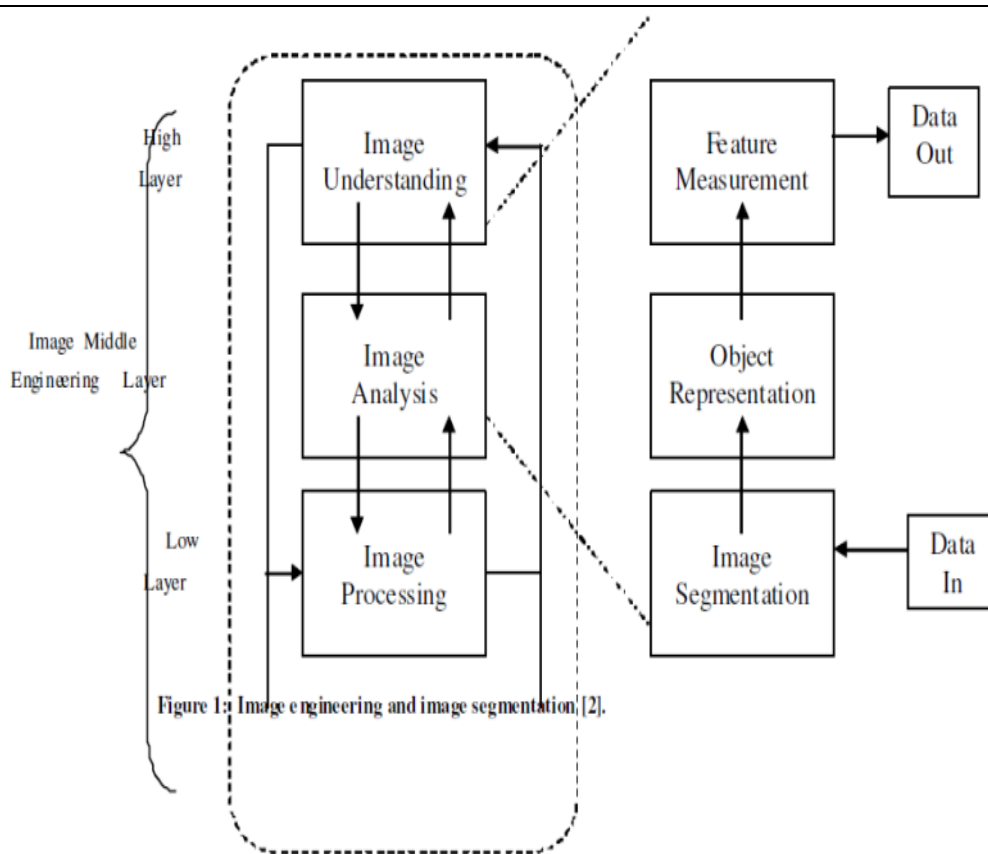 High
Layer
Image Middle
Engineering Layer
Low
Layer
Image
Understanding
Image
Analysis
Image
Processing
Feature
Measurement
Object
Representation
Image
Segmentation
Data
Out
Data
In
Figure 1: Image engineering and image segmentation [2].